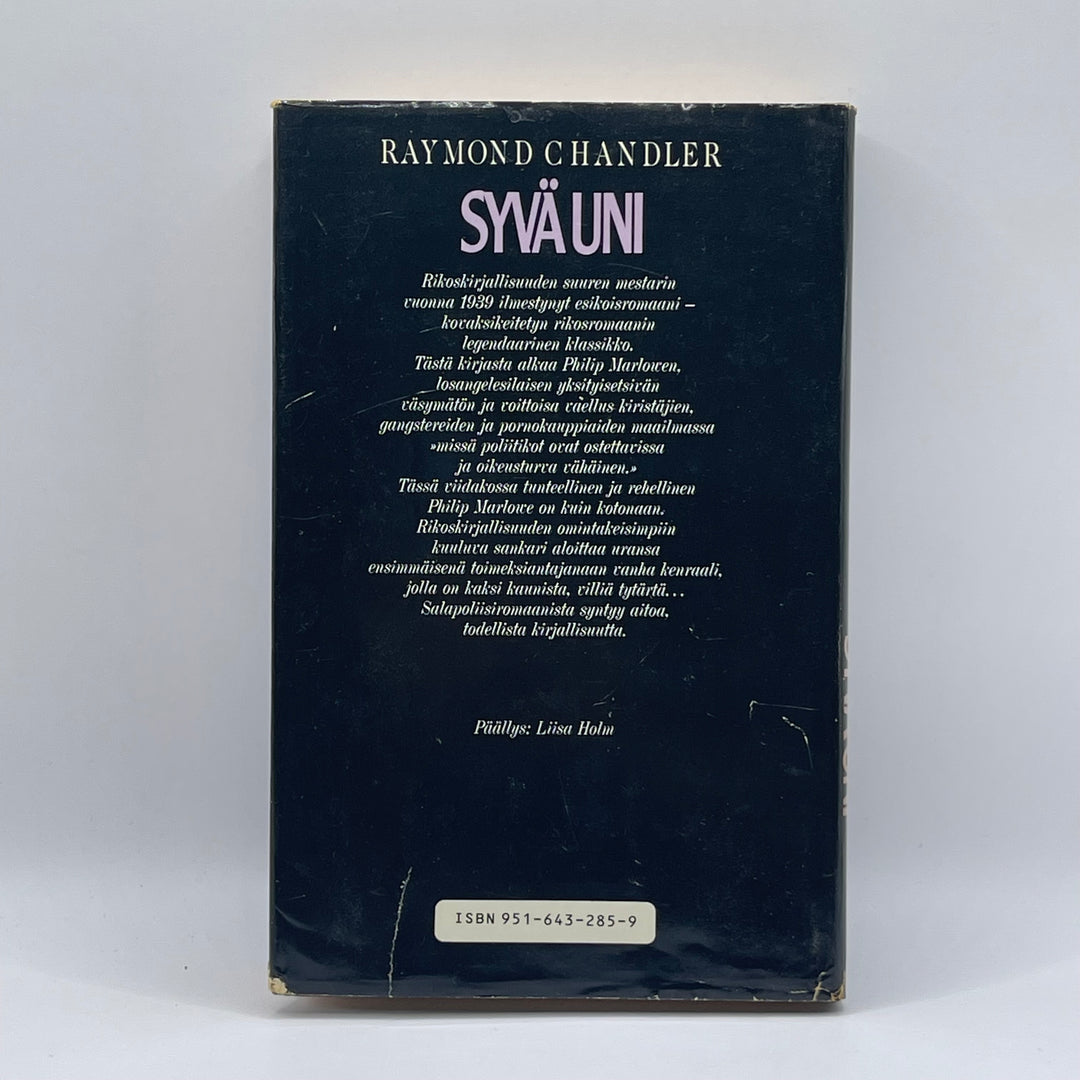 RAYMOND CHANDLER
SYVÄ UNI
Rikoskirjallisuuden suuren mestarin
vuonna 1939 ilmestynyt esikoisromaani –
kovaksikeitetyn rikosromaanin
legendaarinen klassikko.
Tästä kirjasta alkaa Philip Marlowen,
losangelesilaisen yksityisetsivän
väsymätön ja voittoisa vaellus kiristäjien,
gangstereiden ja pornokauppiaiden maailmassa
»missä poliitikot ovat ostettavissa
ja oikeusturva vähäinen.»
Tässä viidakossa tunteellinen ja rehellinen
Philip Marlowe on kuin kotonaan.
Rikoskirjallisuuden omintakeisimpiin
kuuluva sankari aloittaa uransa
ensimmäisenä toimeksiantajanaan vanha kenraali,
jolla on kaksi kaunista, villiä tytärtä...
Salapoliisiromaanista syntyy aitoa,
todellista kirjallisuutta.
Päällys: Liisa Holm
ISBN 951-643-285-9